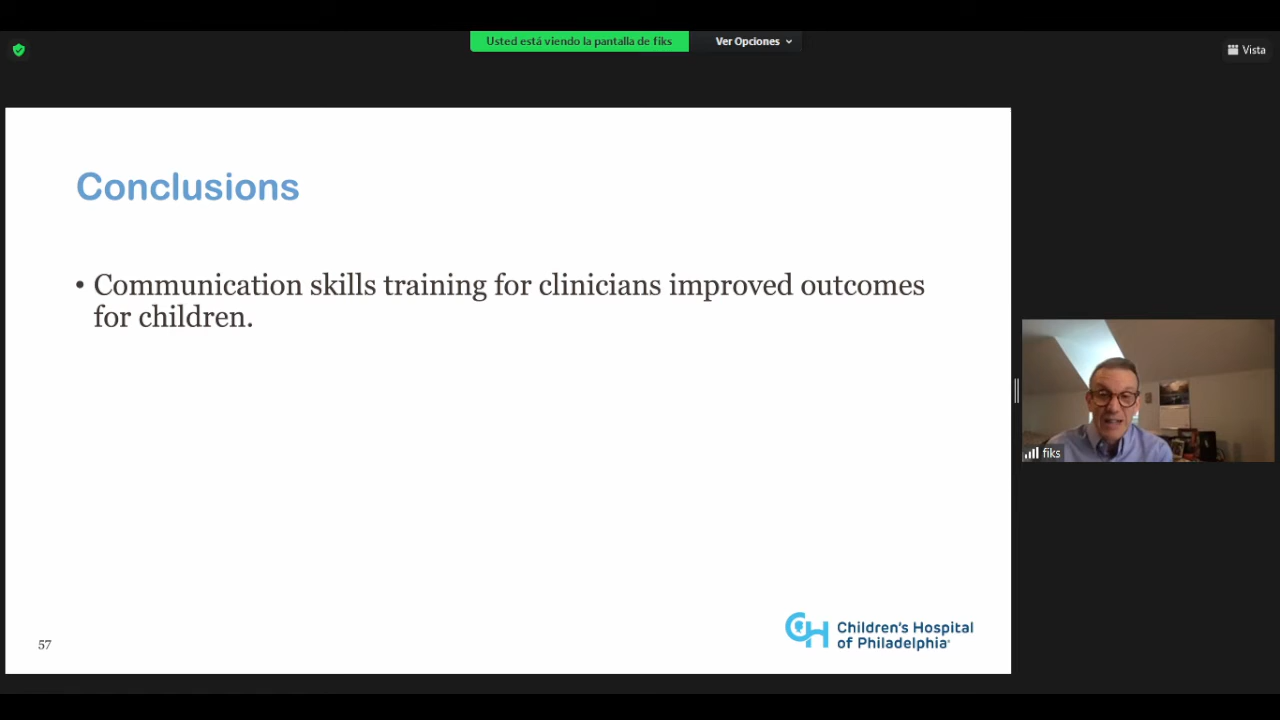 Usted está viendo la pantalla de fiks
Ver Opciones
Vista
Conclusions
• Communication skills training for clinicians improved outcomes
for children.
fiks
57
Children's Hospital
of Philadelphia®